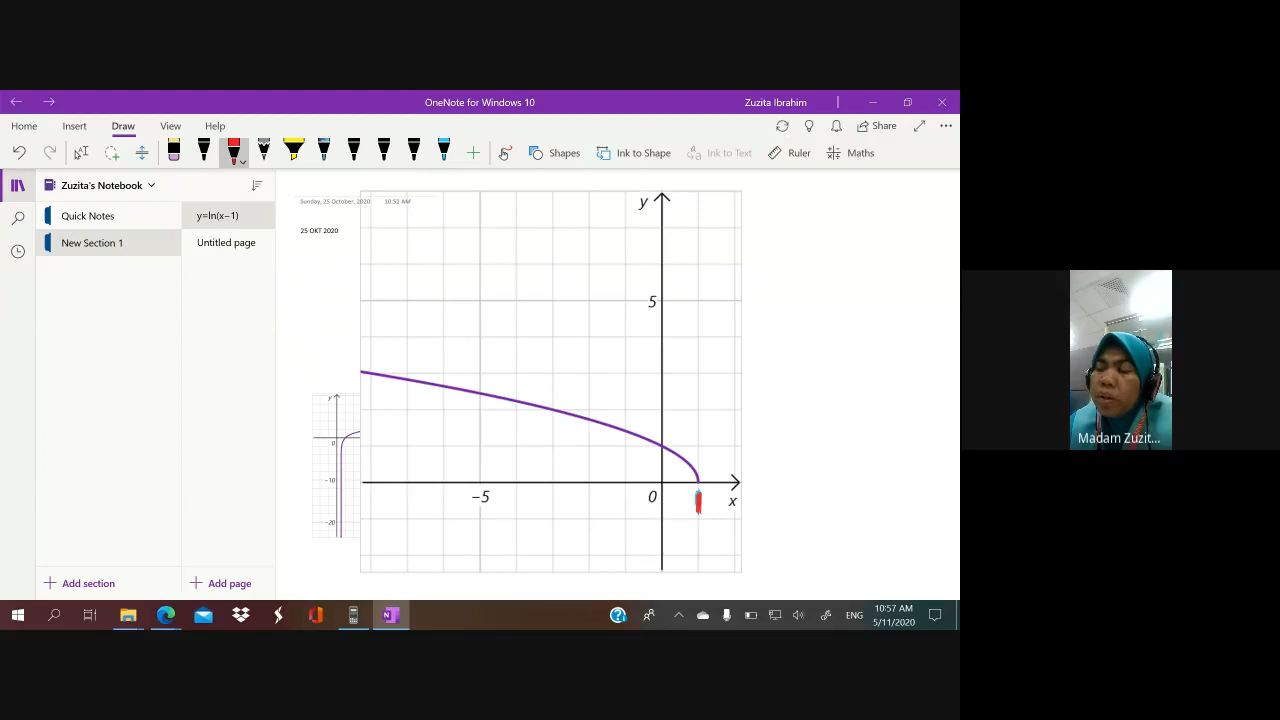 OneNote for Windows 10
Zuzita Ibrahim
Home Insert Draw View Help
Share
Shapes Ink to Shape Ink to Text Ruler Maths
Zuzita's Notebook
Quick Notes
New Section 1
y=ln(x−1)
Untitled page
Sunday, 25 October, 2020 10:52 AM
25 OKT 2020
y
5
−5
0
x
y
0
−10
−20
Madam Zuzit...
Add section
Add page
ENG
10:57 AM
5/11/2020